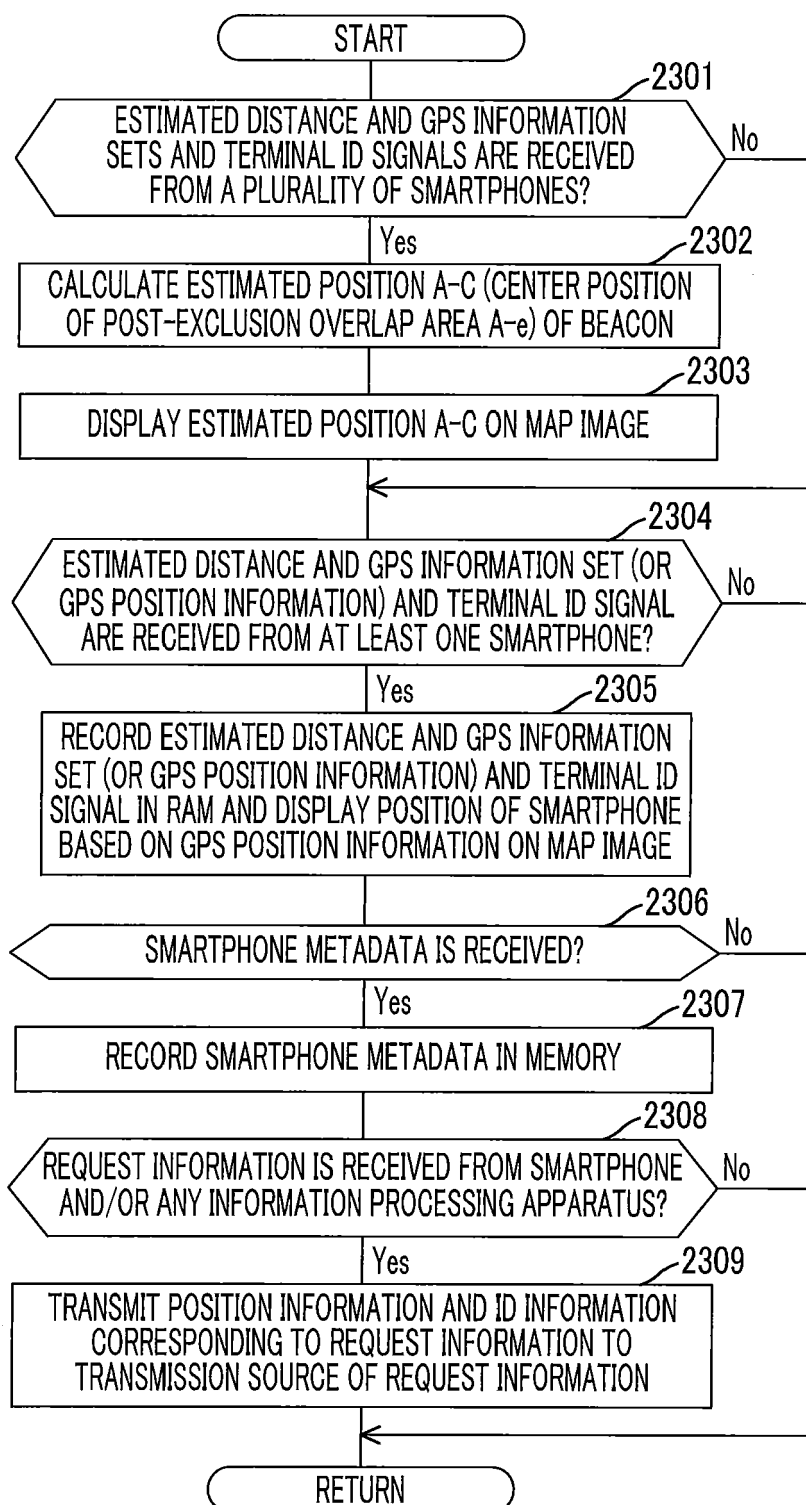 START
2301
ESTIMATED DISTANCE AND GPS INFORMATION
SETS AND TERMINAL ID SIGNALS ARE RECEIVED
FROM A PLURALITY OF SMARTPHONES?
No
Yes
2302
CALCULATE ESTIMATED POSITION A-C (CENTER POSITION
OF POST-EXCLUSION OVERLAP AREA A-e) OF BEACON
2303
DISPLAY ESTIMATED POSITION A-C ON MAP IMAGE
2304
ESTIMATED DISTANCE AND GPS INFORMATION SET (OR
GPS POSITION INFORMATION) AND TERMINAL ID SIGNAL
ARE RECEIVED FROM AT LEAST ONE SMARTPHONE?
No
Yes
2305
RECORD ESTIMATED DISTANCE AND GPS INFORMATION
SET (OR GPS POSITION INFORMATION) AND TERMINAL ID
SIGNAL IN RAM AND DISPLAY POSITION OF SMARTPHONE
BASED ON GPS POSITION INFORMATION ON MAP IMAGE
2306
SMARTPHONE METADATA IS RECEIVED?
No
Yes
2307
RECORD SMARTPHONE METADATA IN MEMORY
2308
REQUEST INFORMATION IS RECEIVED FROM SMARTPHONE
AND/OR ANY INFORMATION PROCESSING APPARATUS?
No
Yes
2309
TRANSMIT POSITION INFORMATION AND ID INFORMATION
CORRESPONDING TO REQUEST INFORMATION TO
TRANSMISSION SOURCE OF REQUEST INFORMATION
RETURN